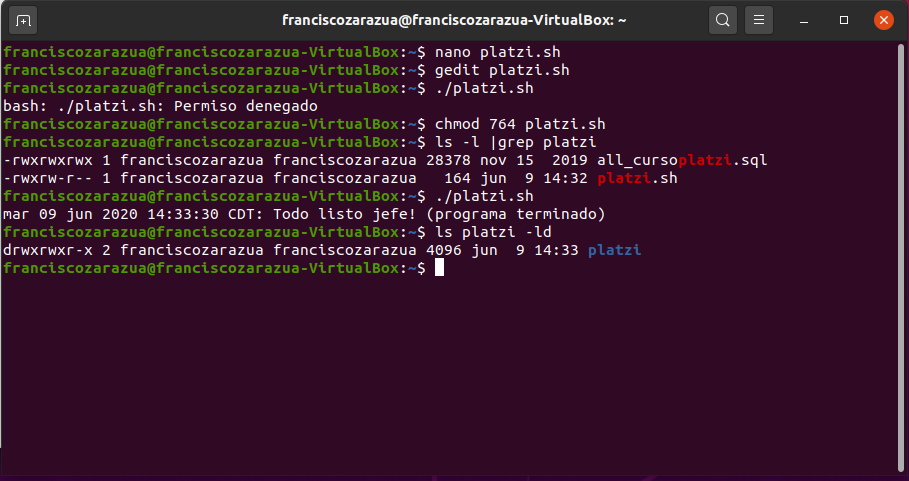 franciscozarazua@franciscozarazua-VirtualBox: ~
franciscozarazua@franciscozarazua-VirtualBox:~$ nano platzi.sh
franciscozarazua@franciscozarazua-VirtualBox:~$ gedit platzi.sh
franciscozarazua@franciscozarazua-VirtualBox:~$ ./platzi.sh
bash: ./platzi.sh: Permiso denegado
franciscozarazua@franciscozarazua-VirtualBox:~$ chmod 764 platzi.sh
franciscozarazua@franciscozarazua-VirtualBox:~$ ls -l |grep platzi
-rwxrwxrwx 1 franciscozarazua franciscozarazua 28378 nov 15  2019 all_cursoplatzi.sql
-rwxrw-r-- 1 franciscozarazua franciscozarazua   164 jun  9 14:32 platzi.sh
franciscozarazua@franciscozarazua-VirtualBox:~$ ./platzi.sh
mar 09 jun 2020 14:33:30 CDT: Todo listo jefe! (programa terminado)
franciscozarazua@franciscozarazua-VirtualBox:~$ ls platzi -ld
drwxrwxr-x 2 franciscozarazua franciscozarazua 4096 jun  9 14:33 platzi
franciscozarazua@franciscozarazua-VirtualBox:~$